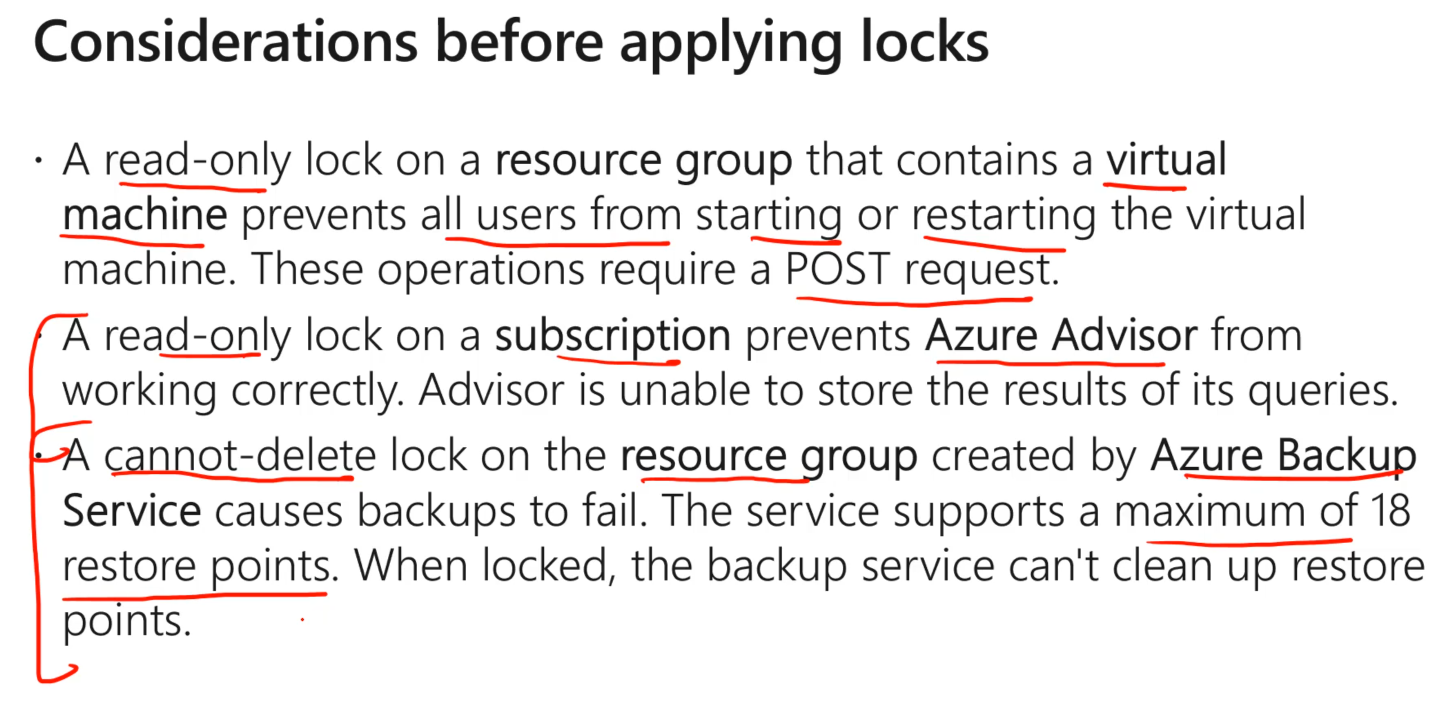 Considerations before applying locks
· A read-only lock on a resource group that contains a virtual
machine prevents all users from starting or restarting the virtual
machine. These operations require a POST request.
· A read-only lock on a subscription prevents Azure Advisor from
working correctly. Advisor is unable to store the results of its queries.
· A cannot-delete lock on the resource group created by Azure Backup
Service causes backups to fail. The service supports a maximum of 18
restore points. When locked, the backup service can't clean up restore
points.